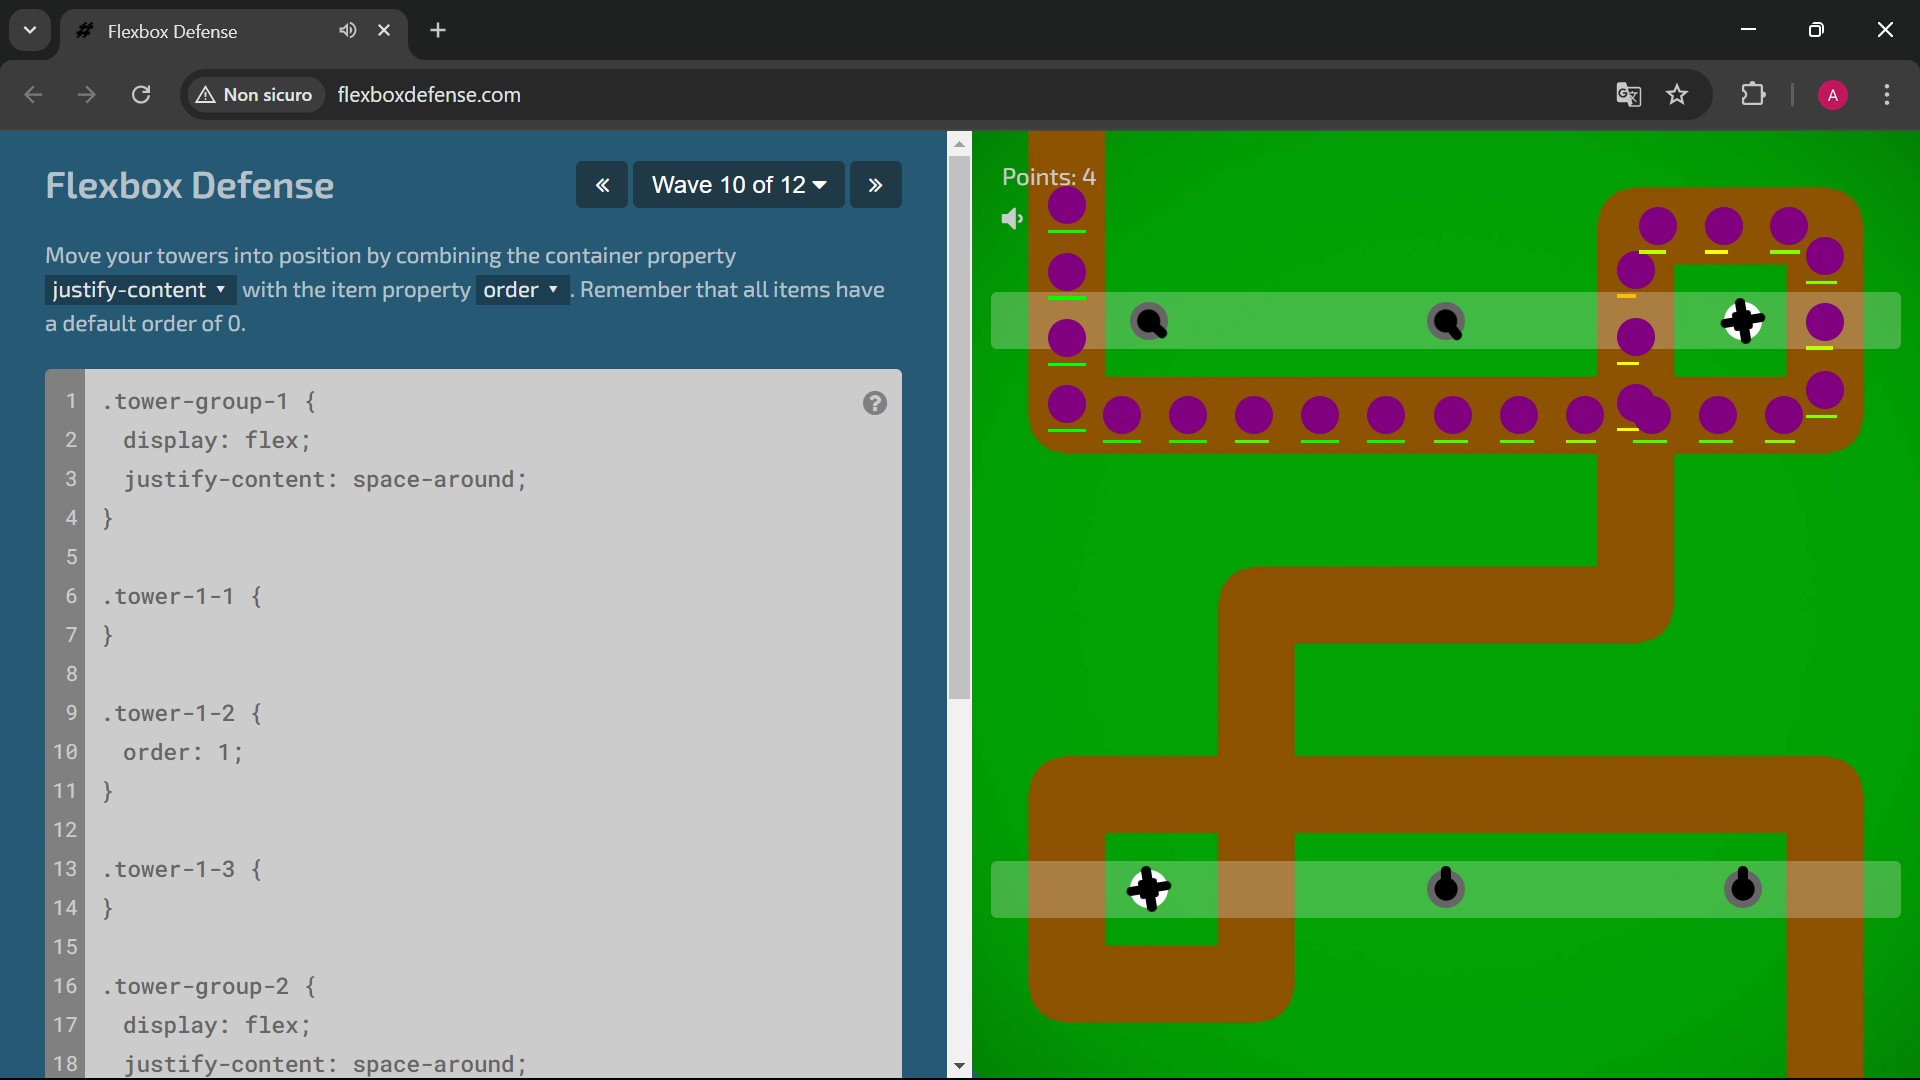 Flexbox Defense
Non sicuro
flexboxdefense.com
A
Flexbox Defense
« Wave 10 of 12 »
Move your towers into position by combining the container property
justify-content with the item property order . Remember that all items have
a default order of 0.
1 .tower-group-1 {
2 display: flex;
3 justify-content: space-around;
4 }
5
6 .tower-1-1 {
7 }
8
9 .tower-1-2 {
10 order: 1;
11 }
12
13 .tower-1-3 {
14 }
15
16 .tower-group-2 {
17 display: flex;
18 justify-content: space-around;
?
Points: 4